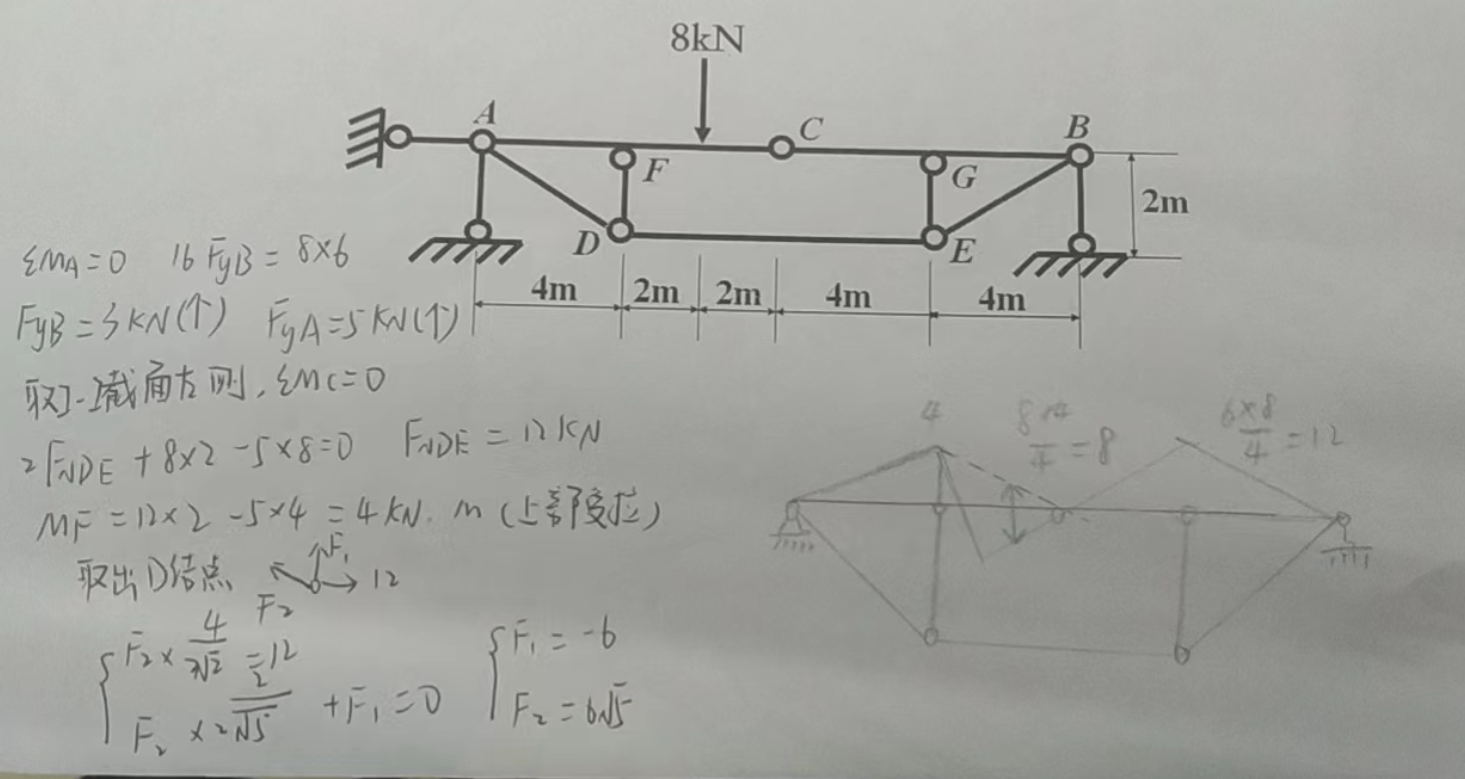 8kN
A
C
B
F
G
2m
D
E
4m
2m
2m
4m
4m
ΣMA=0 16FyB=8×6
FyB=3kN(↑) FyA=5kN(↑)
取I-I截面左侧,ΣMC=0
2FNDE+8×2-5×8=0 FNDE=12kN
MF=12×2-5×4=4kN.m(上部受拉)
取出D结点 F1 12
F2
F2×4/2√5=12
F2×2/2√5+F1=0
F1=-6
F2=6√5
4
8×4/4=8
6×8/4=12